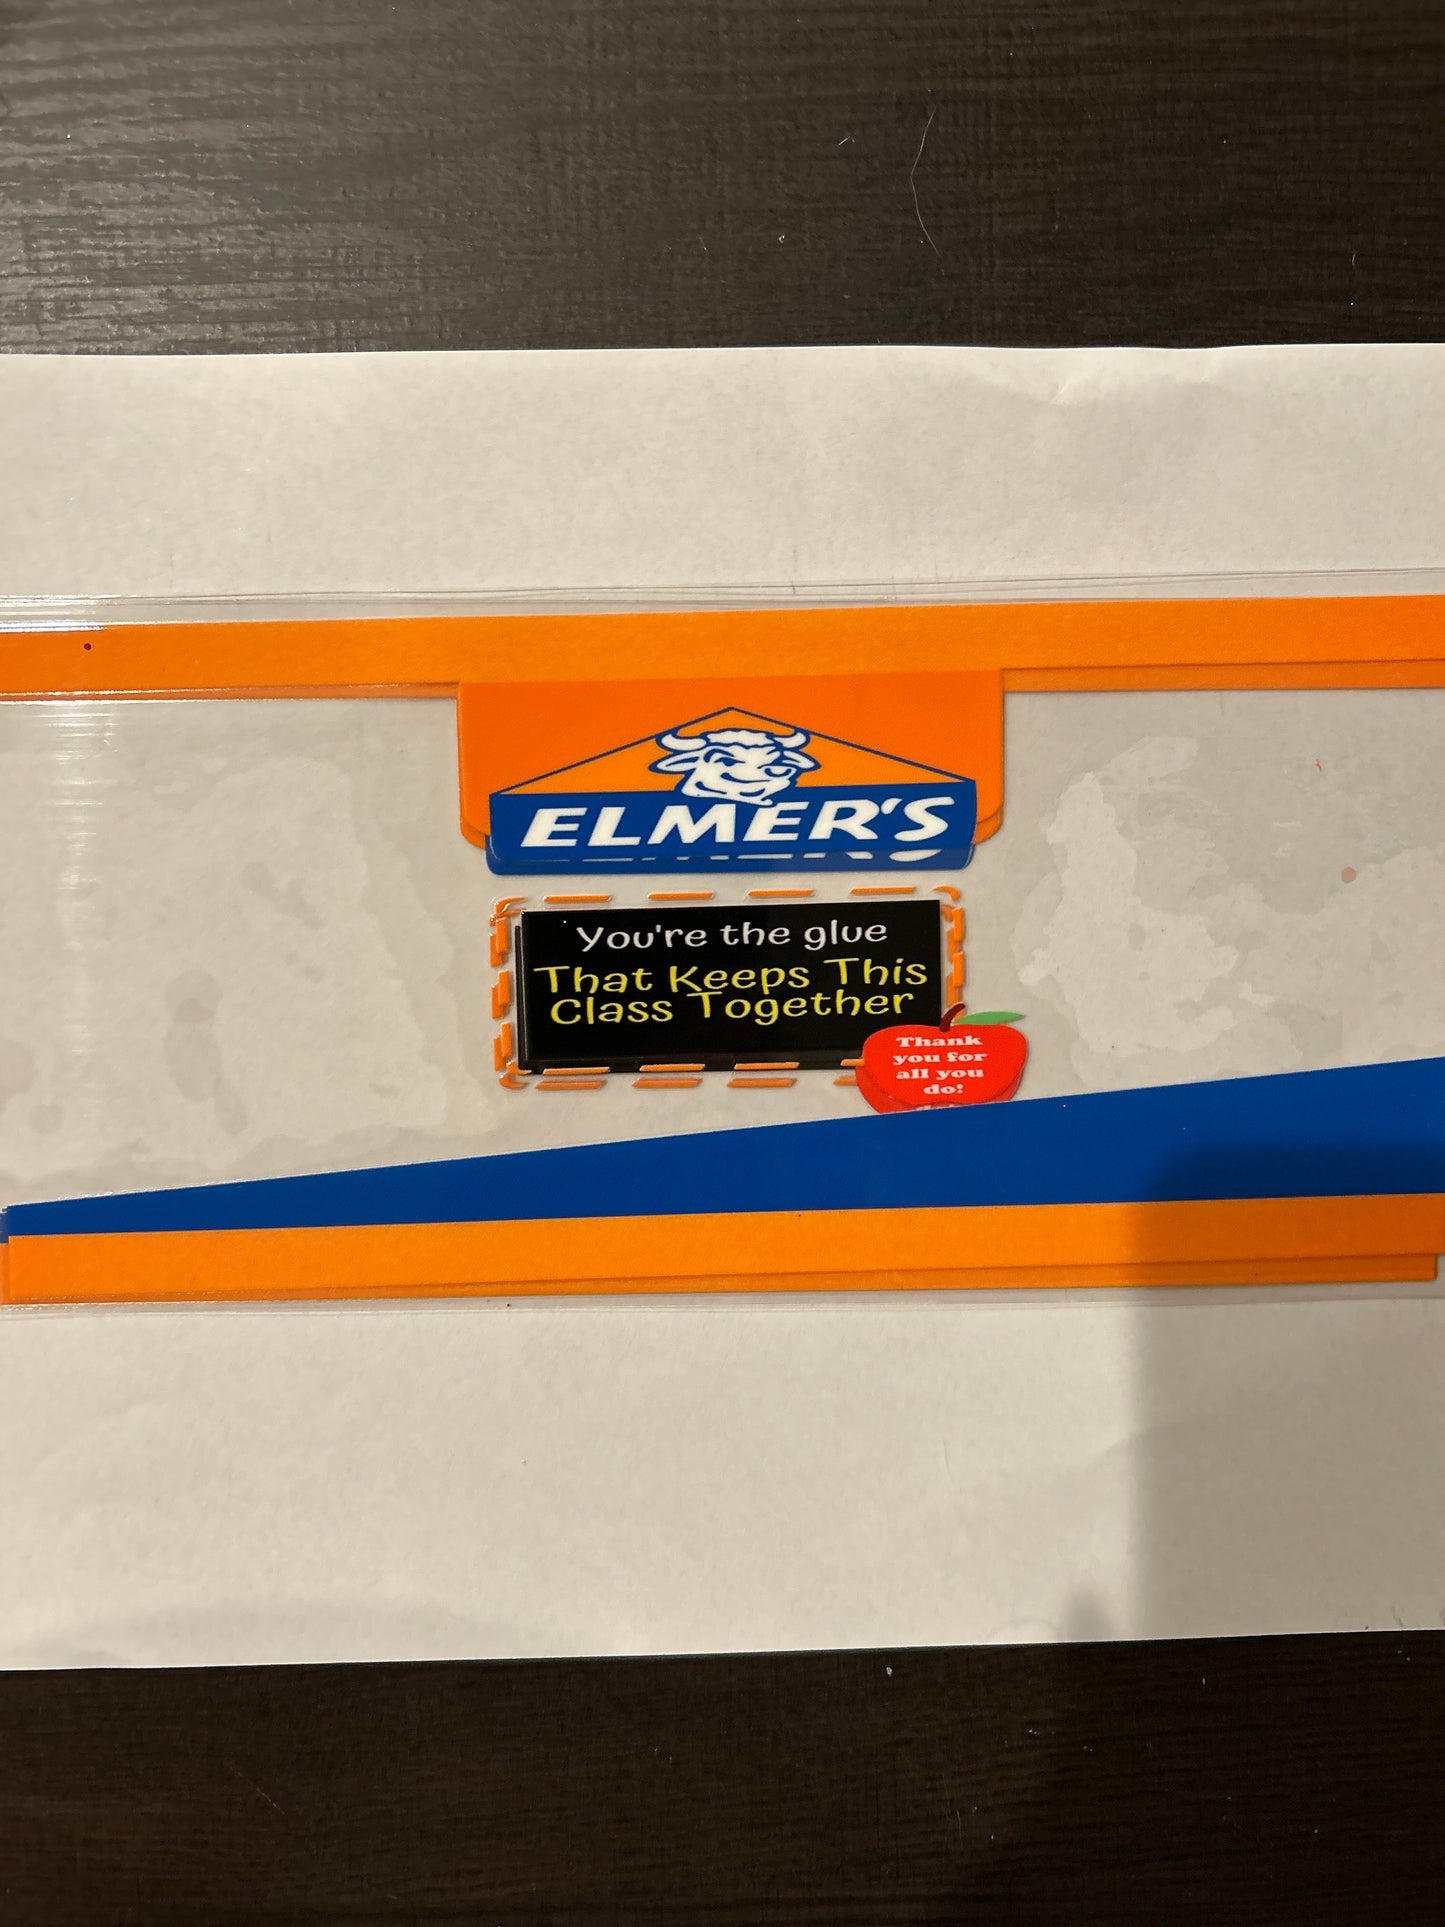 ELMER'S
You're the glue
That Keeps This
Class Together
Thank
you for
all you
do!